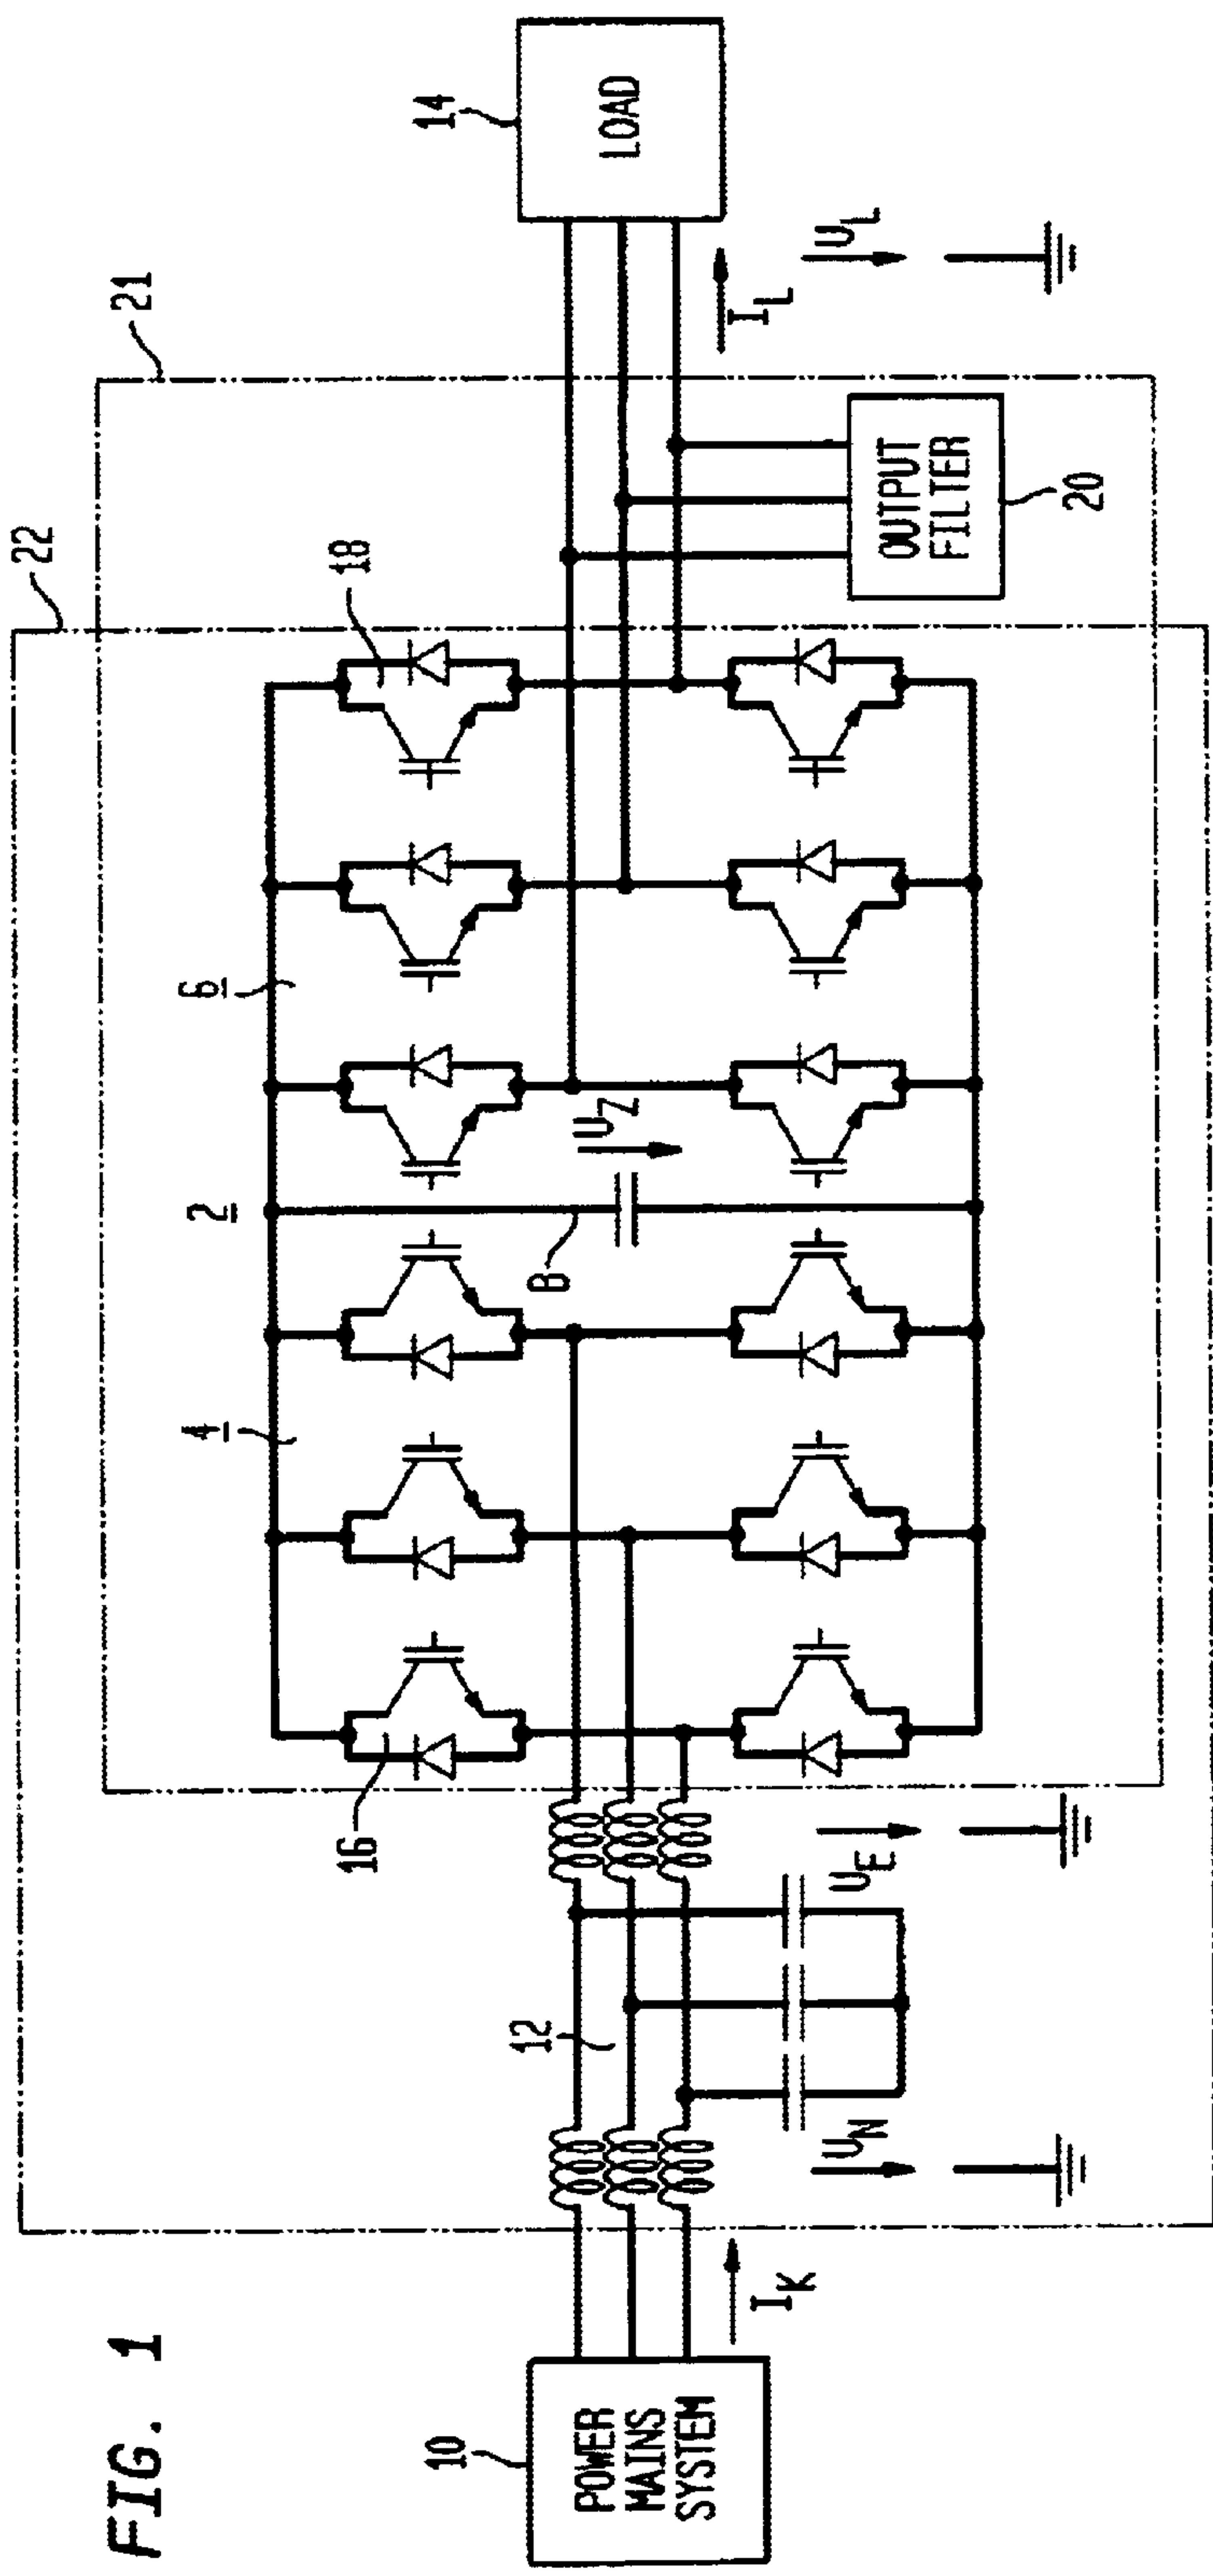 FIG. 1
22
21
2
4
6
16
18
14
LOAD
10
POWER
MAINS
SYSTEM
12
B
U_Z
I_K
U_N
U_E
I_L
U_L
OUTPUT
FILTER
20